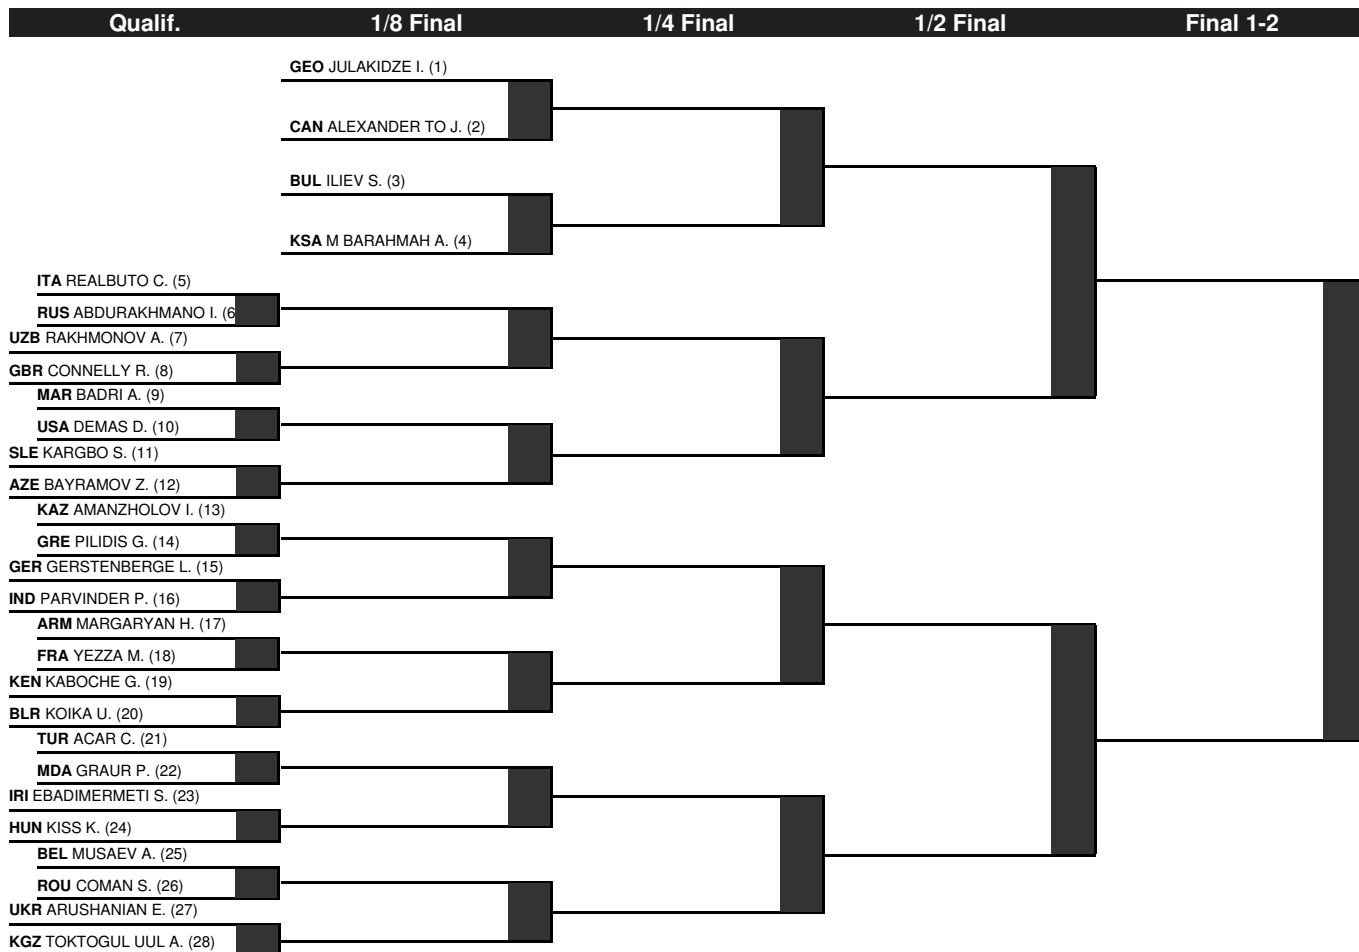 Qualif. 1/8 Final 1/4 Final 1/2 Final Final 1-2
GEO JULAKIDZE I. (1)
CAN ALEXANDER TO J. (2)
BUL ILIEV S. (3)
KSA M BARAHMAH A. (4)
ITA REALBUTO C. (5)
RUS ABDURAKHMANO I. (6
UZB RAKHMONOV A. (7)
GBR CONNELLY R. (8)
MAR BADRI A. (9)
USA DEMAS D. (10)
SLE KARGBO S. (11)
AZE BAYRAMOV Z. (12)
KAZ AMANZHOLOV I. (13)
GRE PILIDIS G. (14)
GER GERSTENBERGE L. (15)
IND PARVINDER P. (16)
ARM MARGARYAN H. (17)
FRA YEZZA M. (18)
KEN KABOCHE G. (19)
BLR KOIKA U. (20)
TUR ACAR C. (21)
MDA GRAUR P. (22)
IRI EBADIMERMETI S. (23)
HUN KISS K. (24)
BEL MUSAEV A. (25)
ROU COMAN S. (26)
UKR ARUSHANIAN E. (27)
KGZ TOKTOGUL UUL A. (28)